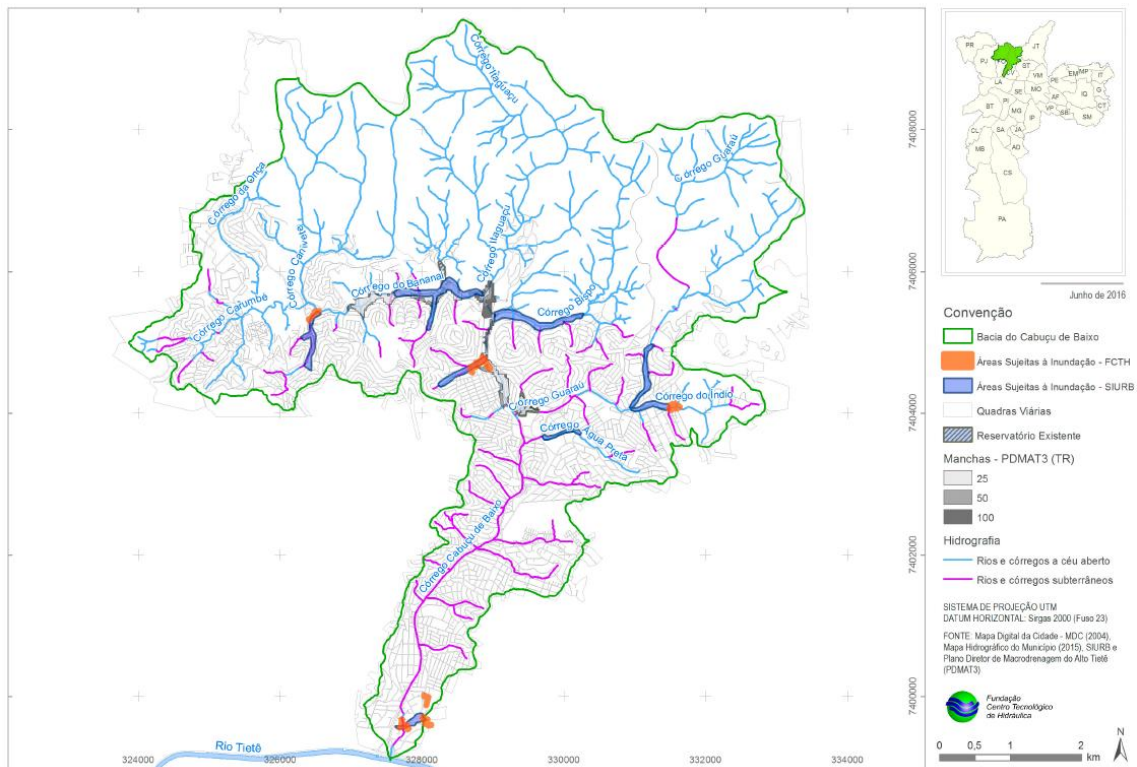 Córrego Itaguaçu
Córrego Guaraú
Córrego da Onça
Córrego Itaguaçu
Córrego Canivete
Córrego do Bananal
Córrego Bispo
Córrego Carumbé
Córrego Guaraú
Córrego do Índio
Córrego Água Preta
Córrego Cabuçu de Baixo
Rio Tietê
324000
326000
328000
330000
332000
334000
7408000
7406000
7404000
7402000
7400000
PR
JT
PJ
CV
ST
LA
VM
PE
EM
MP
IT
SE
MO
G
IQ
AF
CT
BT
PI
MG
VP
SB
SM
IP
CL
SA
JA
MB
AD
CS
PA
Junho de 2016
Convenção
Bacia do Cabuçu de Baixo
Áreas Sujeitas à Inundação - FCTH
Áreas Sujeitas à Inundação - SIURB
Quadras Viárias
Reservatório Existente
Manchas - PDMAT3 (TR)
25
50
100
Hidrografia
Rios e córregos a céu aberto
Rios e córregos subterrâneos
SISTEMA DE PROJEÇÃO UTM
DATUM HORIZONTAL: Sirgas 2000 (Fuso 23)
FONTE: Mapa Digital da Cidade - MDC (2004),
Mapa Hidrográfico do Município (2015), SIURB e
Plano Diretor de Macrodrenagem do Alto Tietê
(PDMAT3)
Fundação
Centro Tecnológico
de Hidráulica
0 0,5 1 2
km
N